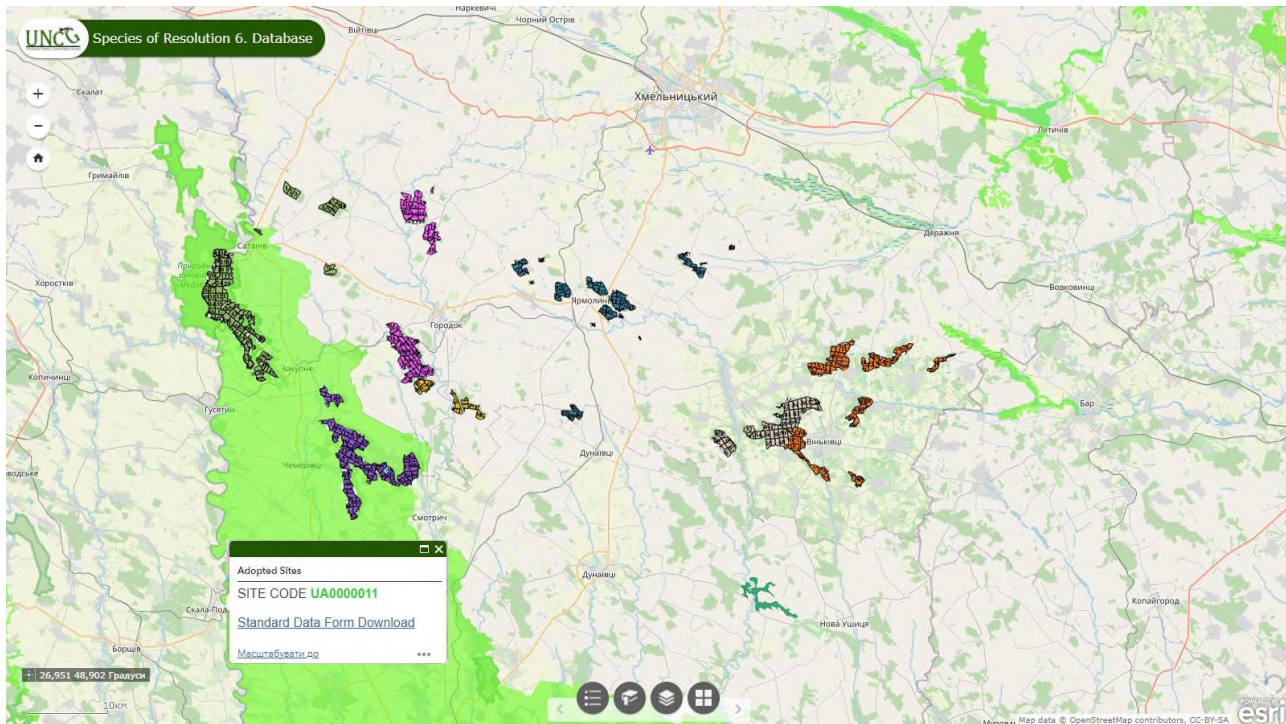 Наркевичі
Чорний Острів
UNCG
Species of Resolution 6. Database
Війтівці
+
Скалат
Хмельницький
−
Летичів
Гримайлів
Деражня
Сатанів
Хоростків
Вовковинці
Городок
Закупне
Копичинці
Гусятин
Бар
Віньківці
Дунаївці
Чемерівці
Смотрич
Adopted Sites
SITE CODE UA0000011
Дунаївці
Standard Data Form Download
Копайгород
Нова Ушиця
Борщів
Масштабувати до
26,951 48,902 Градуси
10км
Map data © OpenStreetMap contributors, CC-BY-SA
POWERED BY
esri